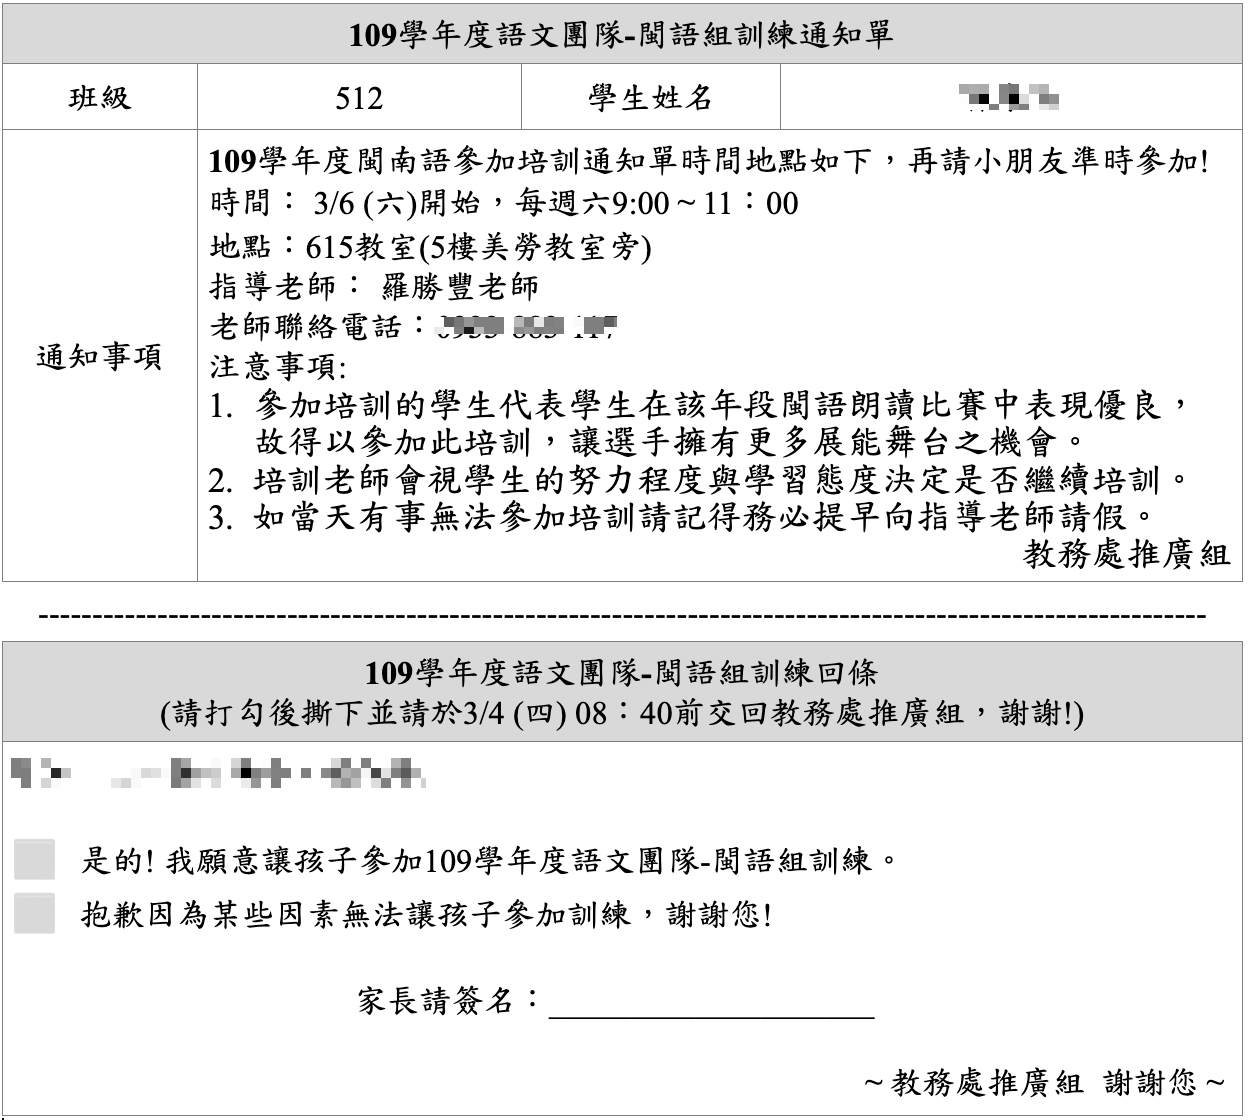 109學年度語文團隊-閩語組訓練通知單
班級 512 學生姓名
通知事項
109學年度閩南語參加培訓通知單時間地點如下，再請小朋友準時參加!
時間： 3/6 (六)開始，每週六9:00 ~ 11：00
地點：615教室(5樓美勞教室旁)
指導老師： 羅勝豐老師
老師聯絡電話：
注意事項:
1. 參加培訓的學生代表學生在該年段閩語朗讀比賽中表現優良，
故得以參加此培訓，讓選手擁有更多展能舞台之機會。
2. 培訓老師會視學生的努力程度與學習態度決定是否繼續培訓。
3. 如當天有事無法參加培訓請記得務必提早向指導老師請假。
教務處推廣組
109學年度語文團隊-閩語組訓練回條
(請打勾後撕下並請於3/4 (四) 08：40前交回教務處推廣組，謝謝!)
是的! 我願意讓孩子參加109學年度語文團隊-閩語組訓練。
抱歉因為某些因素無法讓孩子參加訓練，謝謝您!
家長請簽名：
~ 教務處推廣組 謝謝您 ~